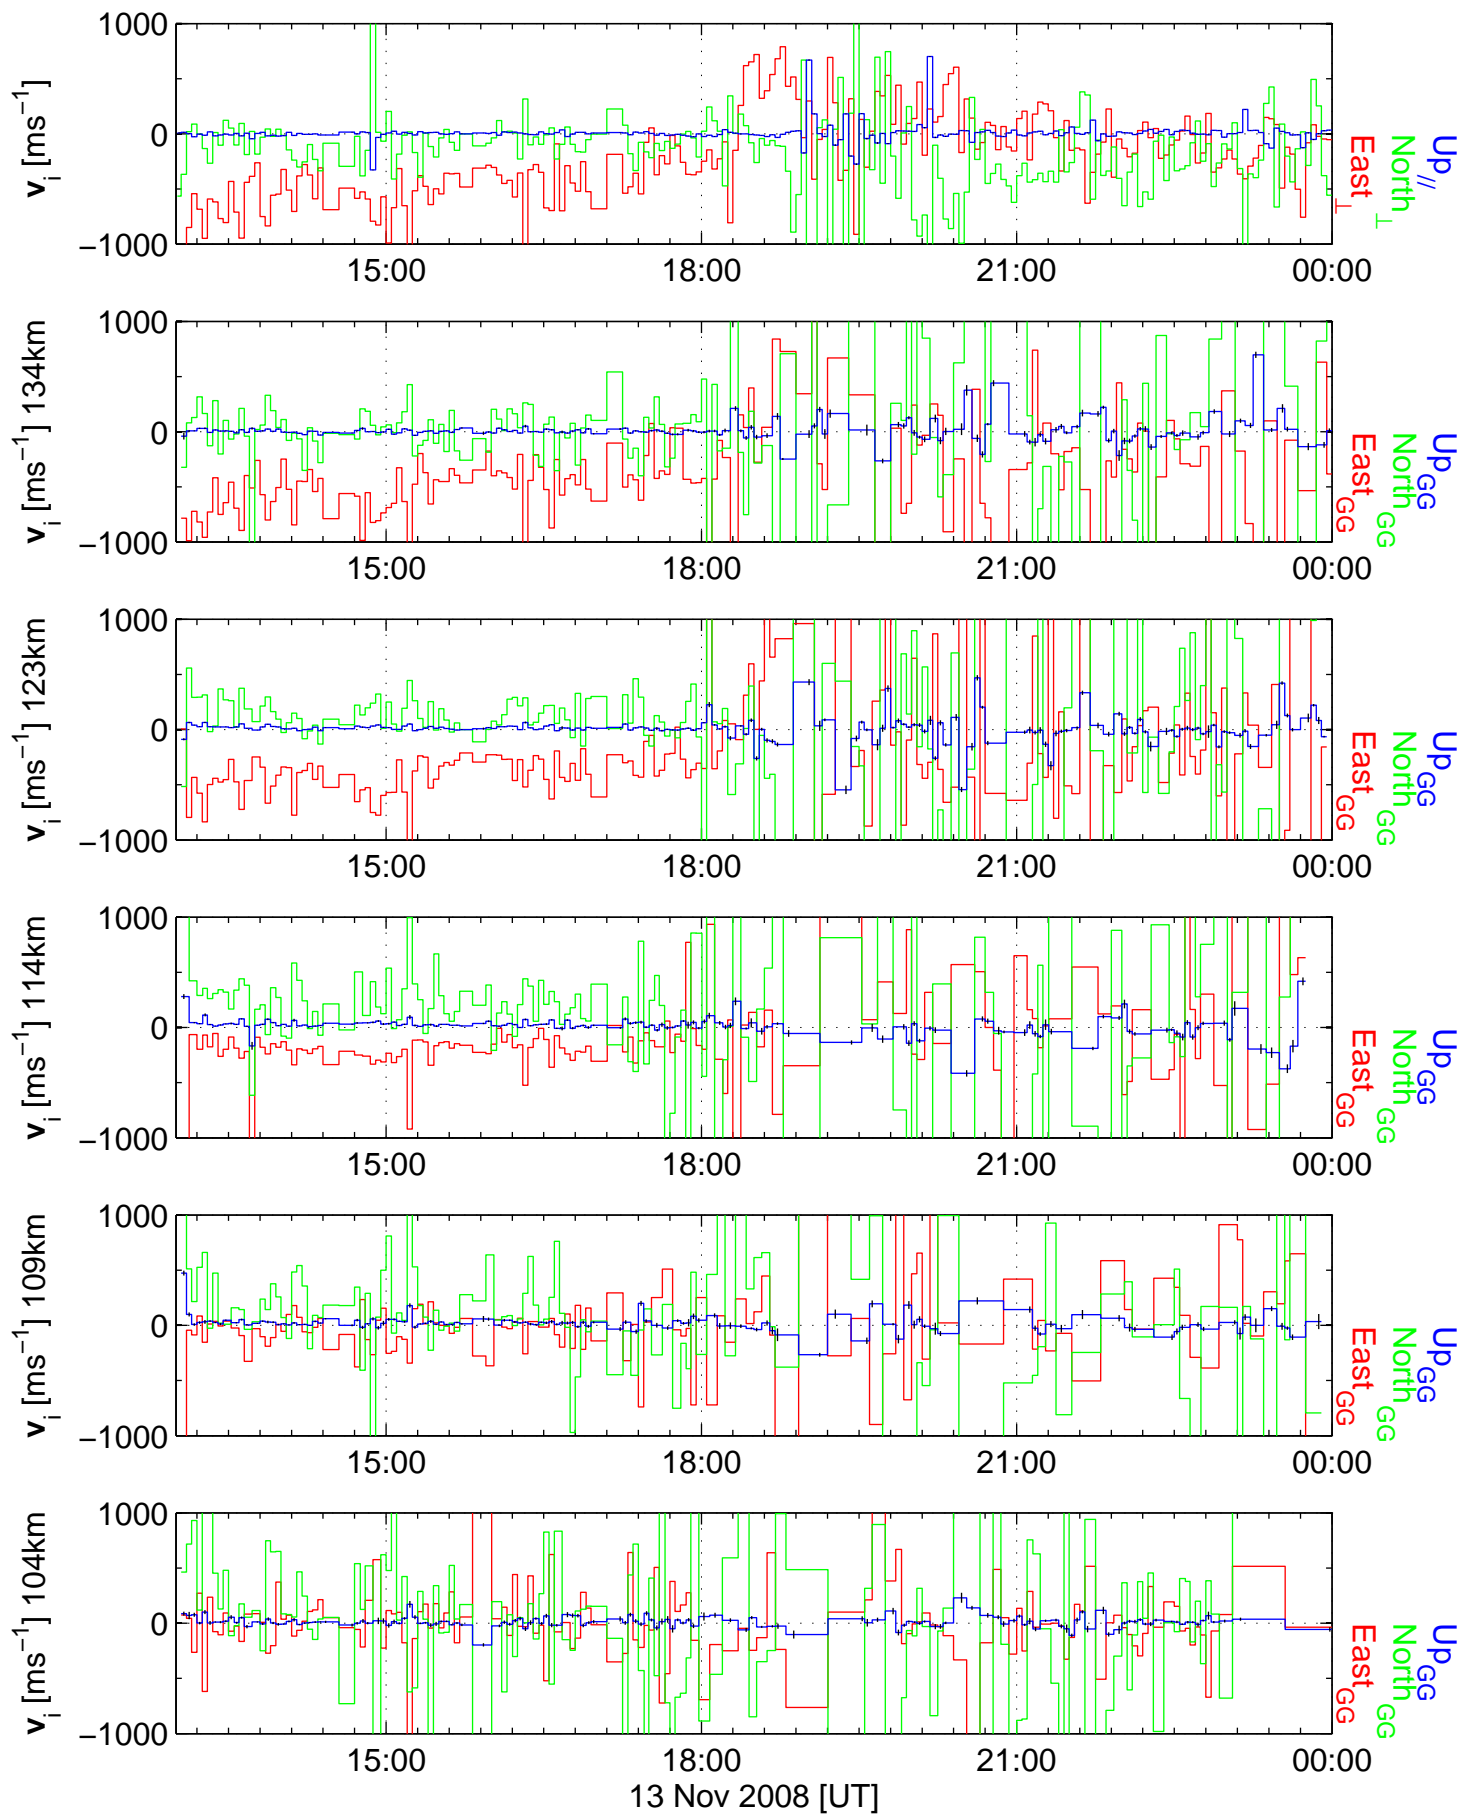 1000
0
−1000
v_i [ms^−1]
15:00 18:00 21:00 00:00
East_⊥
North_⊥
Up_//
1000
0
−1000
v_i [ms^−1] 134km
15:00 18:00 21:00 00:00
East_GG
North_GG
Up_GG
1000
0
−1000
v_i [ms^−1] 123km
15:00 18:00 21:00 00:00
East_GG
North_GG
Up_GG
1000
0
−1000
v_i [ms^−1] 114km
15:00 18:00 21:00 00:00
East_GG
North_GG
Up_GG
1000
0
−1000
v_i [ms^−1] 109km
15:00 18:00 21:00 00:00
East_GG
North_GG
Up_GG
1000
0
−1000
v_i [ms^−1] 104km
15:00 18:00 21:00 00:00
East_GG
North_GG
Up_GG
13 Nov 2008 [UT]